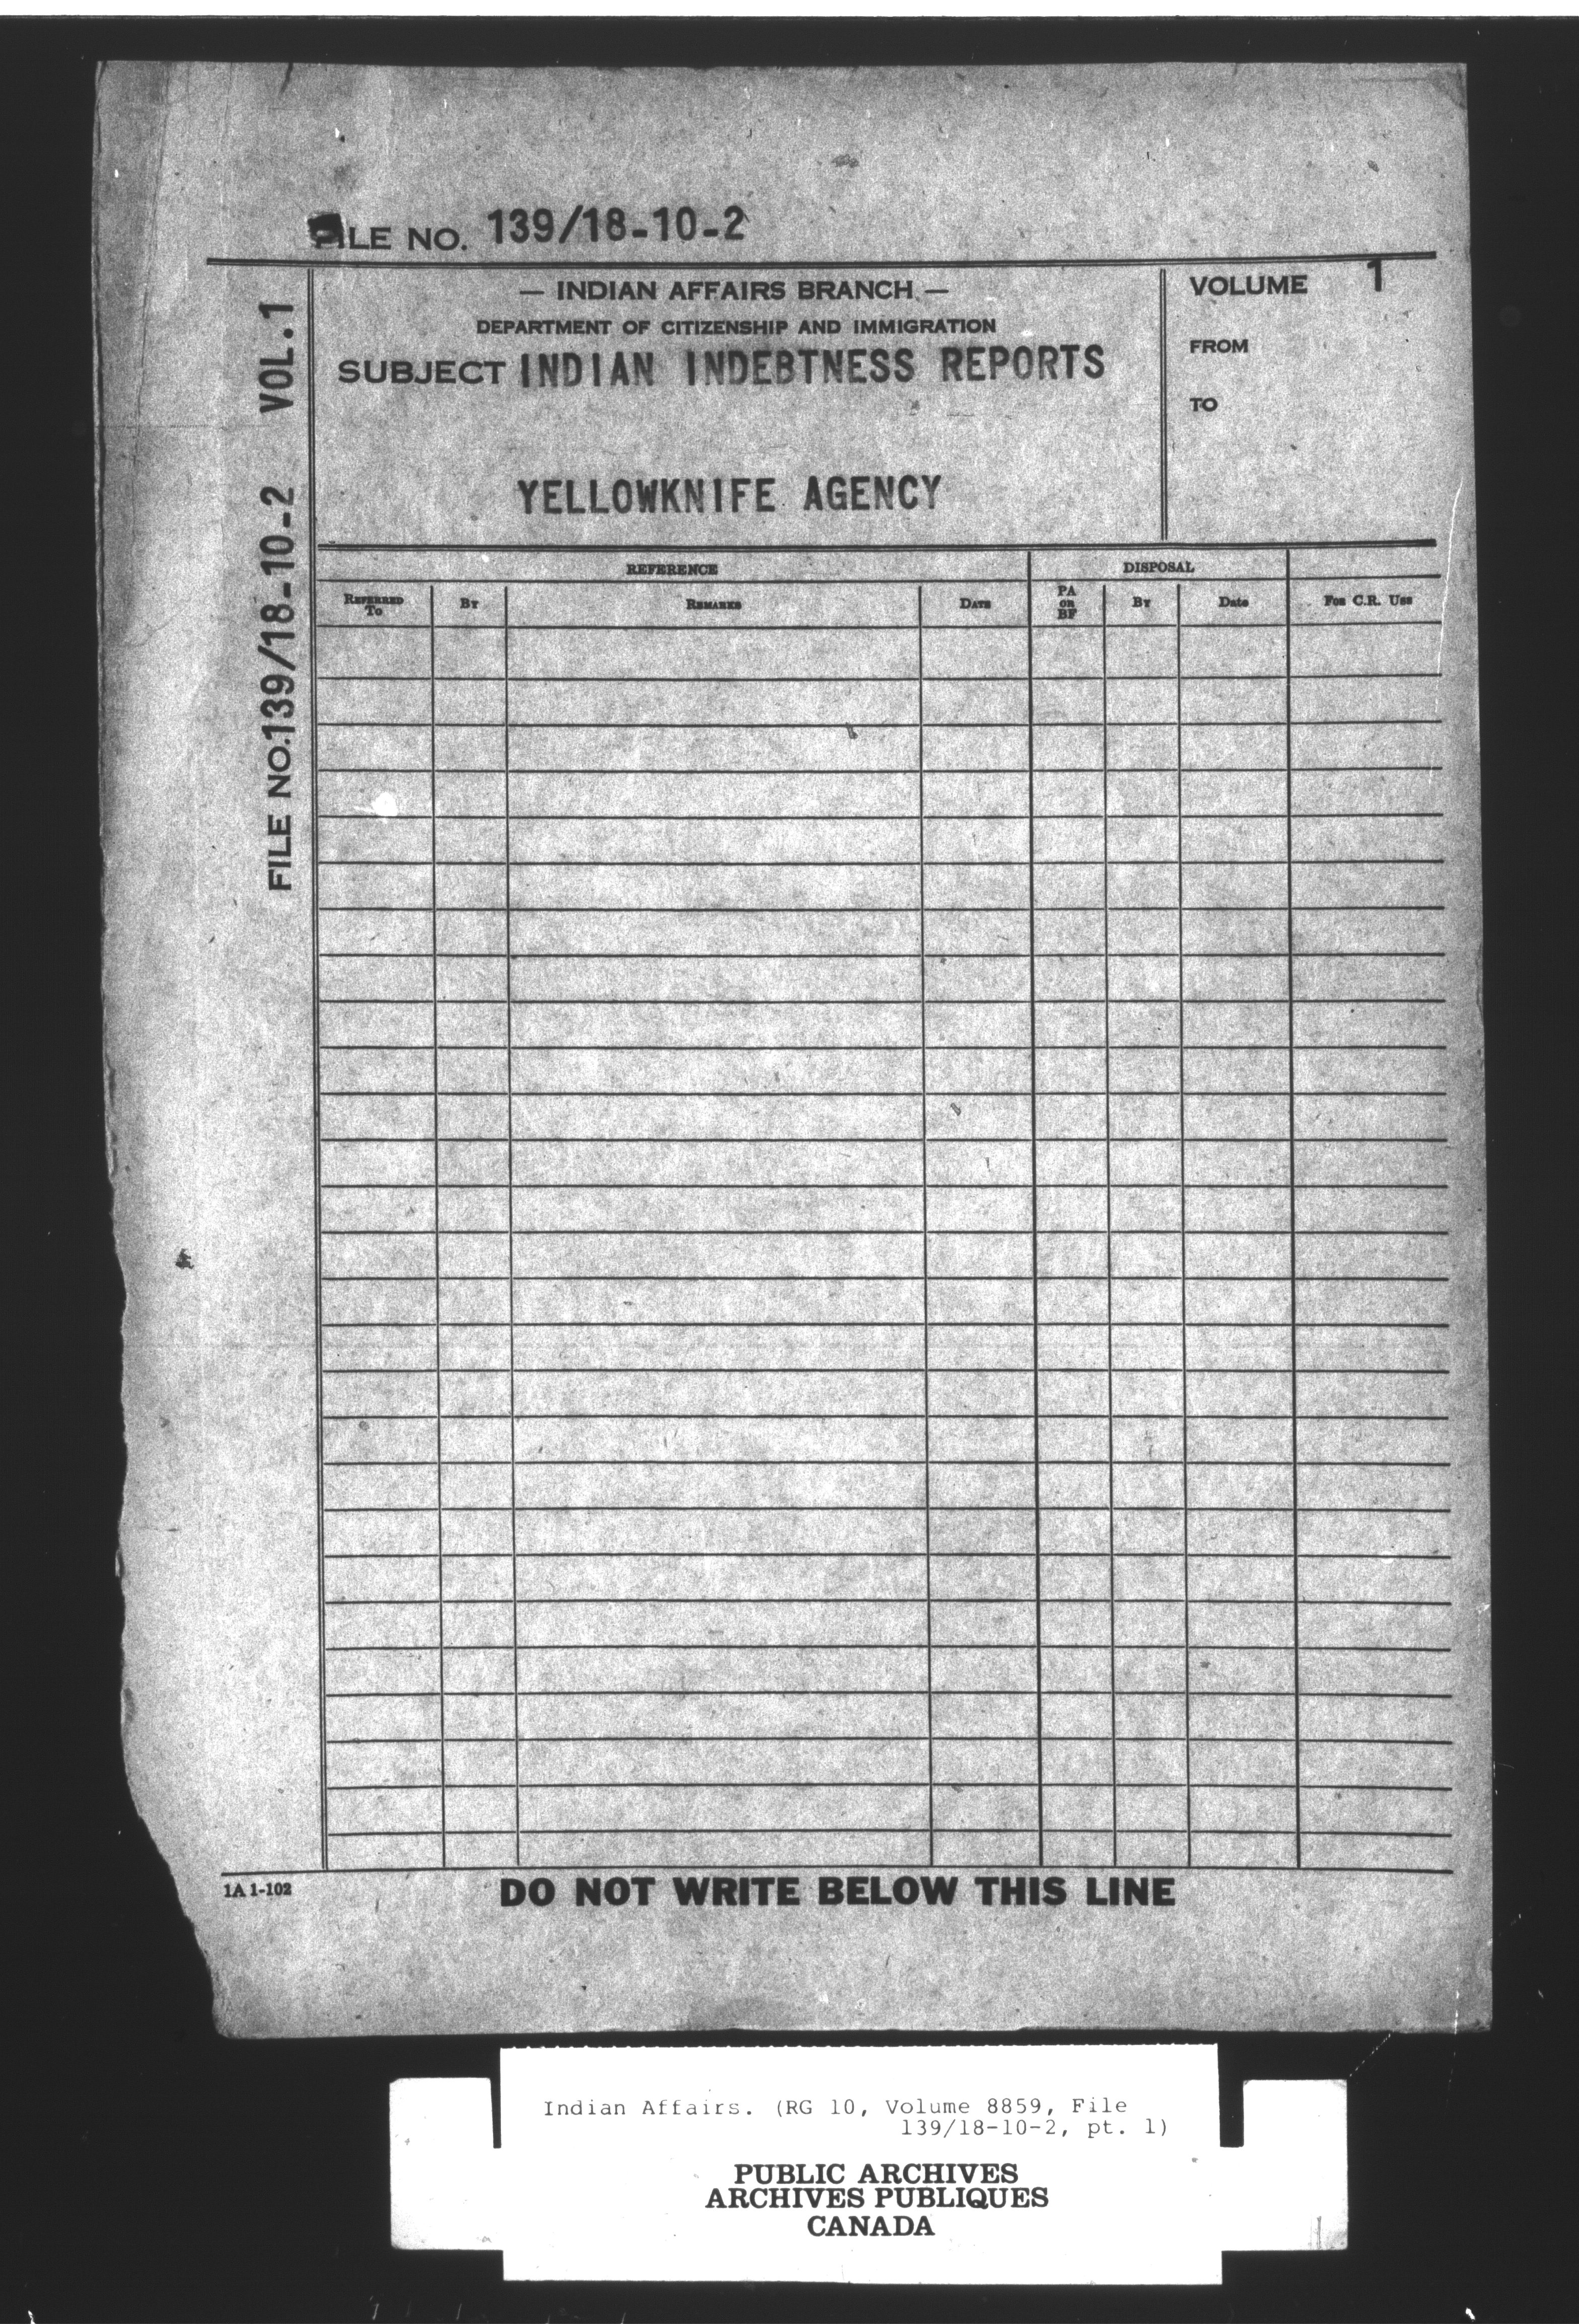 FILE NO. 139/18-10-2
— INDIAN AFFAIRS BRANCH —
DEPARTMENT OF CITIZENSHIP AND IMMIGRATION
SUBJECT INDIAN INDEBTNESS REPORTS
YELLOWKNIFE AGENCY
VOLUME 1
FROM
TO
FILE NO. 139/18-10-2 VOL. 1
REFERENCE
DISPOSAL
REFERRED TO
BY
REMARKS
DATE
PA OR BF
BY
Date
FOR C.R. USE
1A 1-102
DO NOT WRITE BELOW THIS LINE
Indian Affairs. (RG 10, Volume 8859, File
139/18-10-2, pt. 1)
PUBLIC ARCHIVES
ARCHIVES PUBLIQUES
CANADA